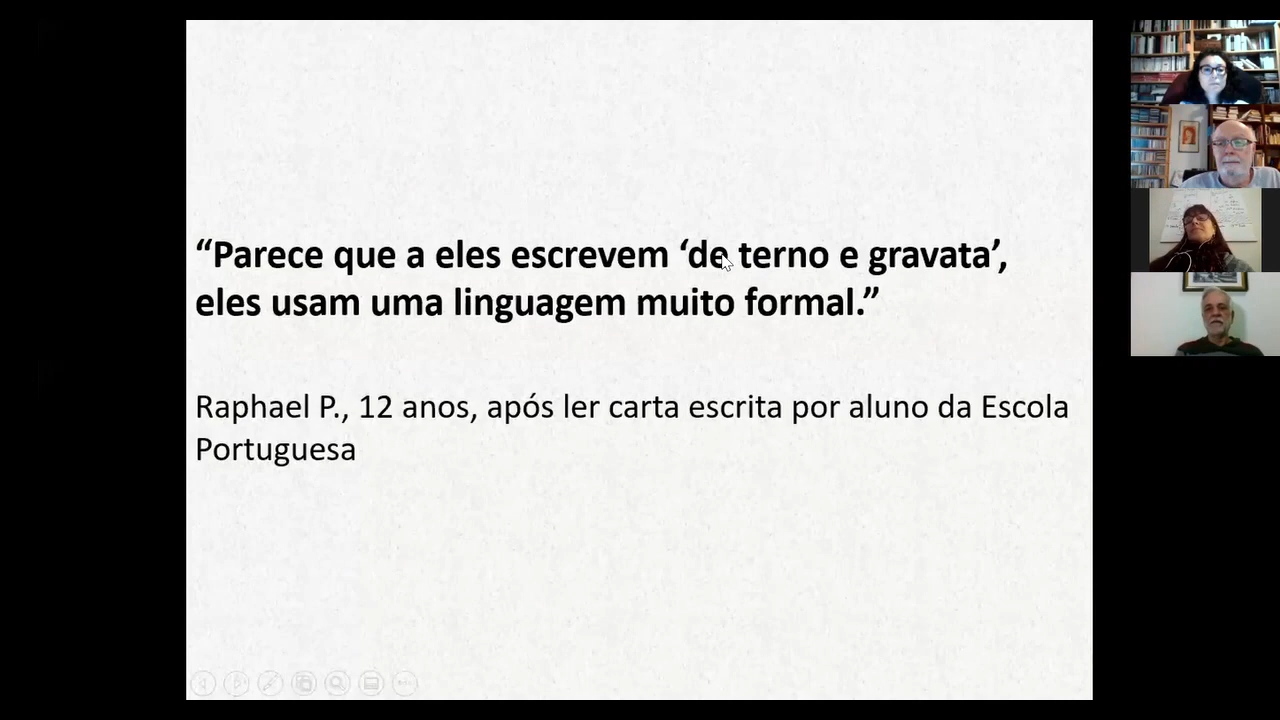 “Parece que a eles escrevem ‘de terno e gravata’,
eles usam uma linguagem muito formal.”
Raphael P., 12 anos, após ler carta escrita por aluno da Escola
Portuguesa